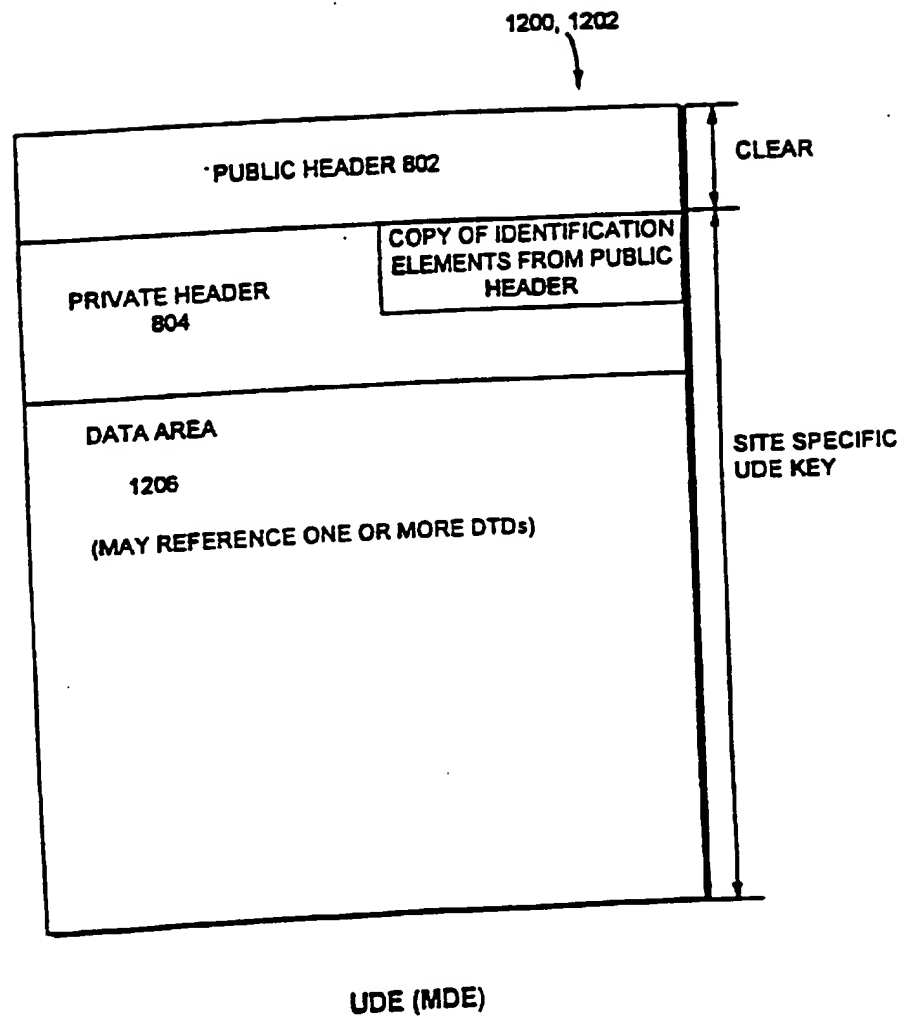 1200, 1202
PUBLIC HEADER 802
CLEAR
COPY OF IDENTIFICATION
ELEMENTS FROM PUBLIC
HEADER
PRIVATE HEADER
804
DATA AREA
1206
(MAY REFERENCE ONE OR MORE DTDs)
SITE SPECIFIC
UDE KEY
UDE (MDE)